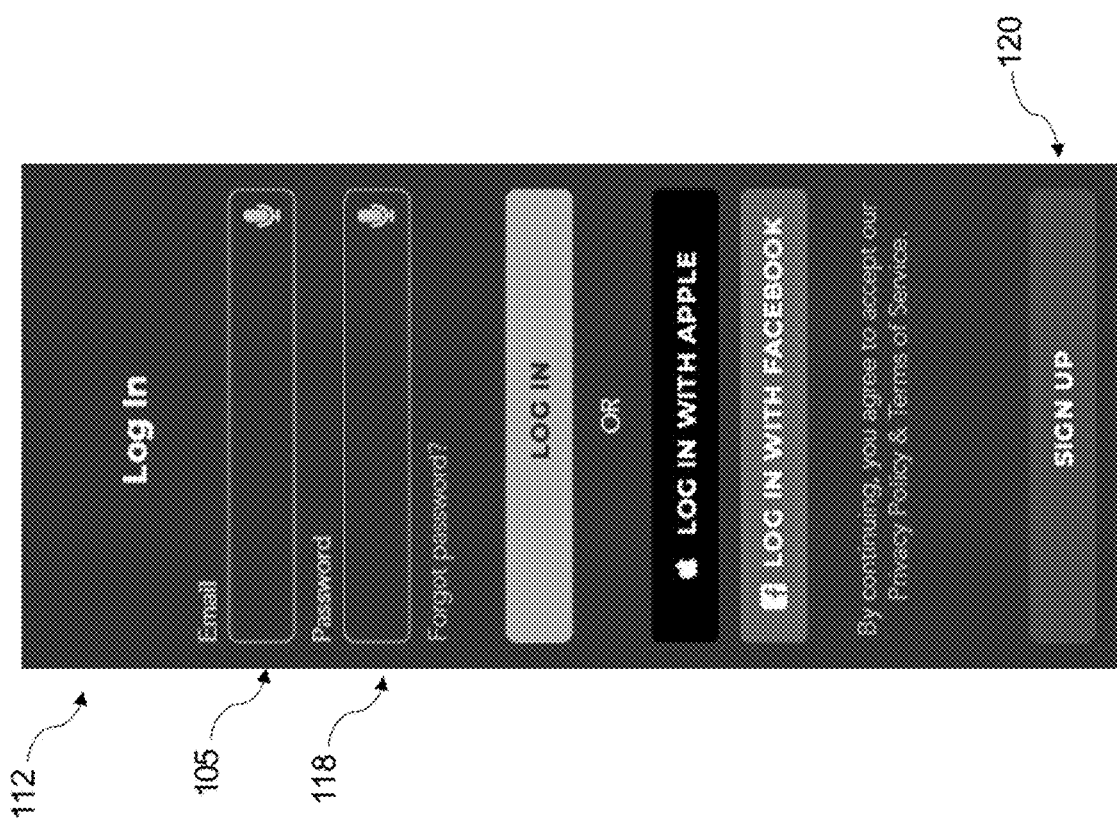 112
Log In
Email
105
Password
118
Forgot password?
LOG IN
OR
LOG IN WITH APPLE
LOG IN WITH FACEBOOK
By continuing, you agree to accept our
Privacy Policy & Terms of Service.
SIGN UP
120